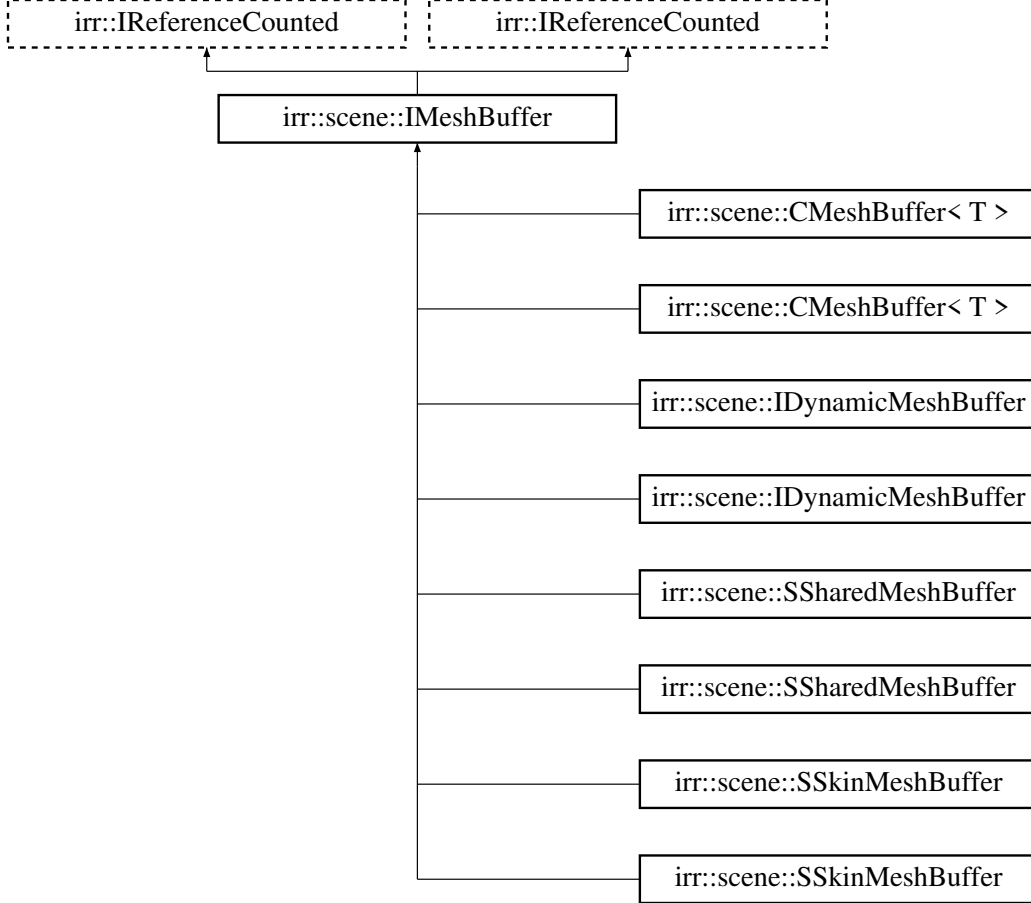 irr::IReferenceCounted
irr::IReferenceCounted
irr::scene::IMeshBuffer
irr::scene::CMeshBuffer< T >
irr::scene::CMeshBuffer< T >
irr::scene::IDynamicMeshBuffer
irr::scene::IDynamicMeshBuffer
irr::scene::SSharedMeshBuffer
irr::scene::SSharedMeshBuffer
irr::scene::SSkinMeshBuffer
irr::scene::SSkinMeshBuffer